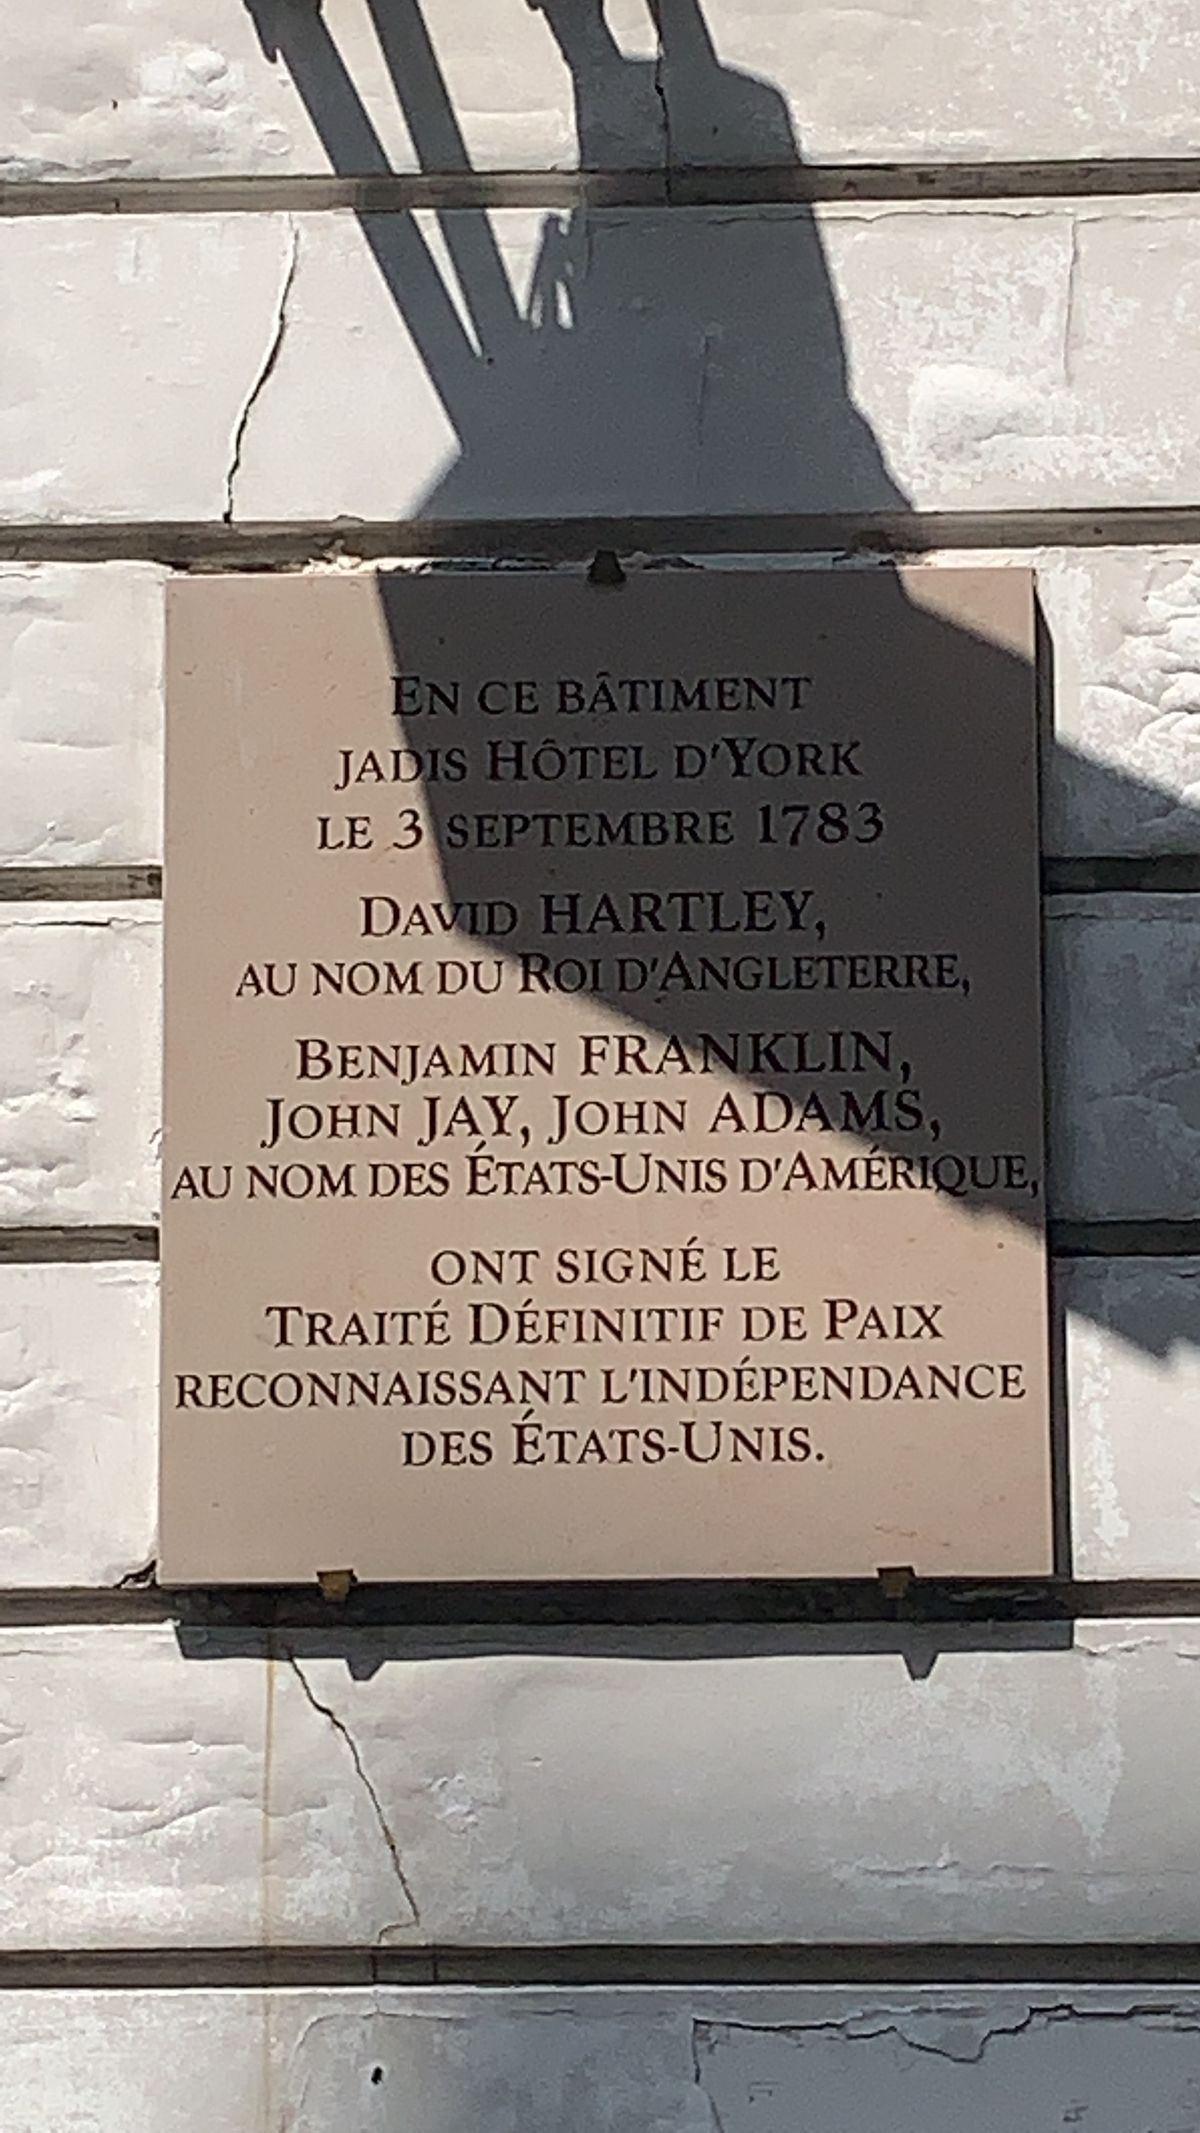 En ce bâtiment
jadis Hôtel d'York
le 3 septembre 1783
David HARTLEY,
au nom du Roi d'Angleterre,
Benjamin FRANKLIN,
John JAY, John ADAMS,
au nom des États-Unis d'Amérique,
ont signé le
Traité Définitif de Paix
reconnaissant l'indépendance
des États-Unis.